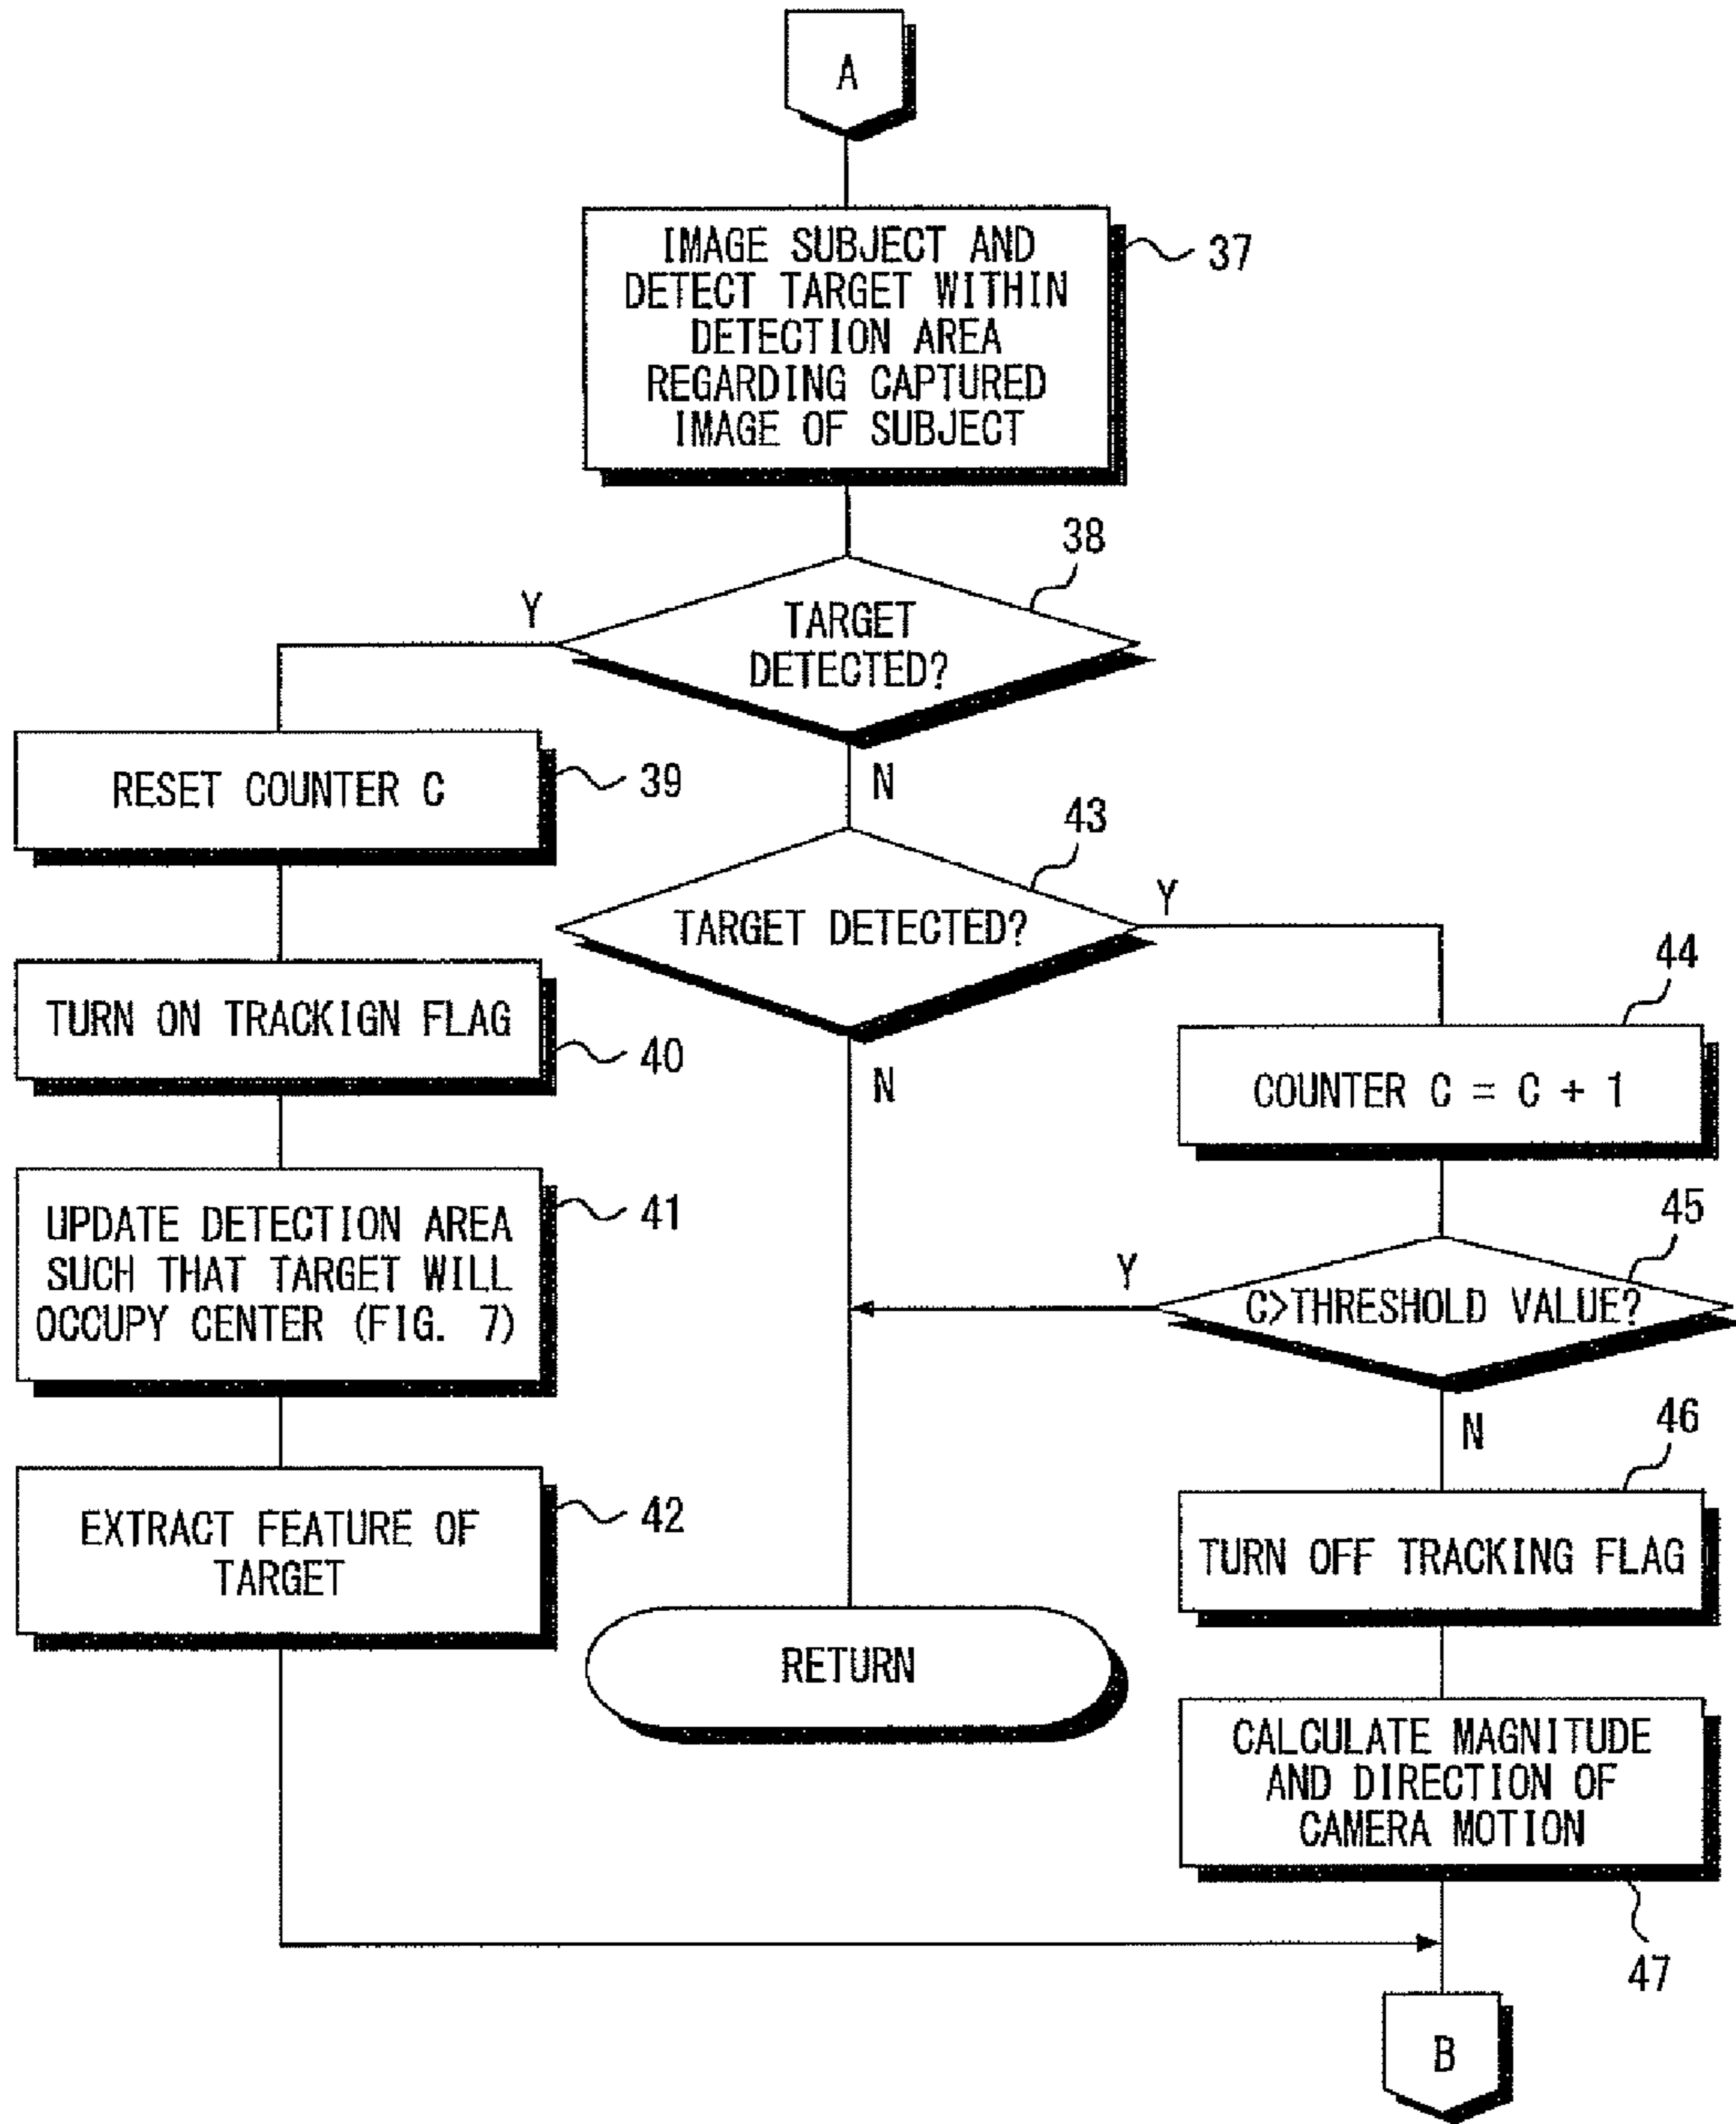 A
IMAGE SUBJECT AND
DETECT TARGET WITHIN
DETECTION AREA
REGARDING CAPTURED
IMAGE OF SUBJECT
37
38
TARGET
DETECTED?
Y
N
RESET COUNTER C
39
43
TARGET DETECTED?
Y
N
44
COUNTER C = C + 1
TURN ON TRACKIGN FLAG
40
UPDATE DETECTION AREA
SUCH THAT TARGET WILL
OCCUPY CENTER (FIG. 7)
41
45
C>THRESHOLD VALUE?
Y
N
46
TURN OFF TRACKING FLAG
EXTRACT FEATURE OF
TARGET
42
RETURN
CALCULATE MAGNITUDE
AND DIRECTION OF
CAMERA MOTION
47
B